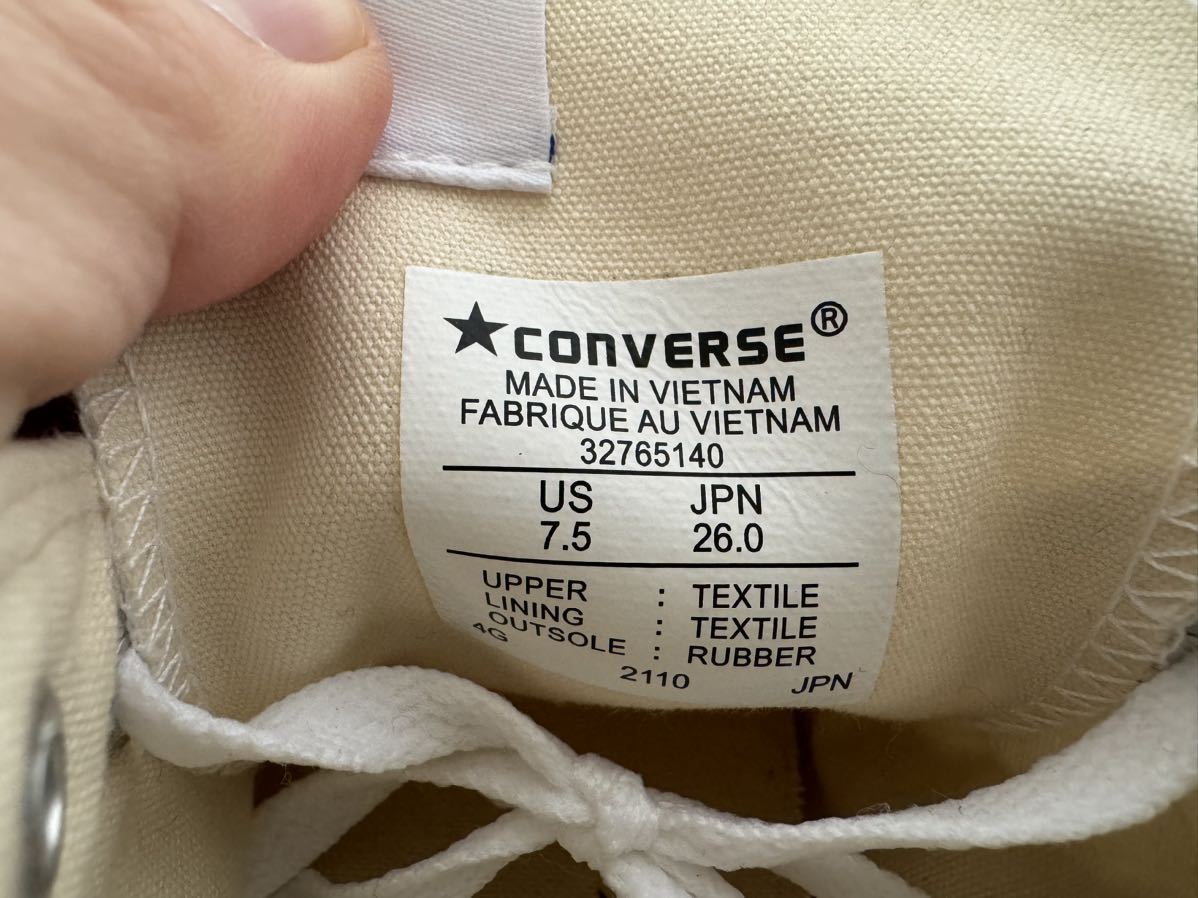 ★CONVERSE®
MADE IN VIETNAM
FABRIQUE AU VIETNAM
32765140
US JPN
7.5 26.0
UPPER : TEXTILE
LINING : TEXTILE
OUTSOLE : RUBBER
4G 2110 JPN